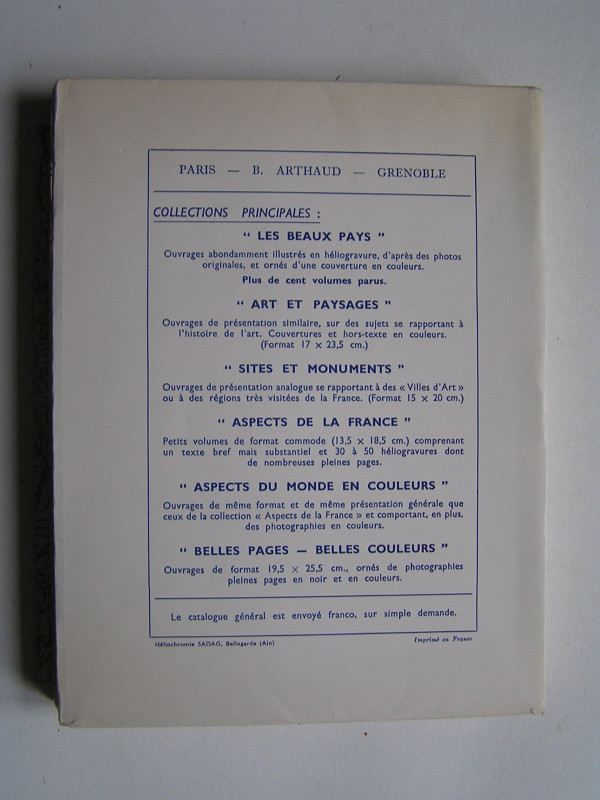 PARIS — B. ARTHAUD — GRENOBLE
COLLECTIONS PRINCIPALES :
“ LES BEAUX PAYS ”
Ouvrages abondamment illustrés en héliogravure, d'après des photos
originales, et ornés d'une couverture en couleurs.
Plus de cent volumes parus.
“ ART ET PAYSAGES ”
Ouvrages de présentation similaire, sur des sujets se rapportant à
l'histoire de l'art. Couvertures et hors-texte en couleurs.
(Format 17 × 23,5 cm.)
“ SITES ET MONUMENTS ”
Ouvrages de présentation analogue se rapportant à des « Villes d'Art »
ou à des régions très visitées de la France. (Format 15 × 20 cm.)
“ ASPECTS DE LA FRANCE ”
Petits volumes de format commode (13,5 × 18,5 cm.) comprenant
un texte bref mais substantiel et 30 à 50 héliogravures dont
de nombreuses pleines pages.
“ ASPECTS DU MONDE EN COULEURS ”
Ouvrages de même format et de même présentation générale que
ceux de la collection « Aspects de la France » et comportant, en plus,
des photographies en couleurs.
“ BELLES PAGES — BELLES COULEURS ”
Ouvrages de format 19,5 × 25,5 cm., ornés de photographies
pleines pages en noir et en couleurs.
Le catalogue général est envoyé franco, sur simple demande.
Héliochromie SADAG, Bellegarde (Ain)
Imprimé en France